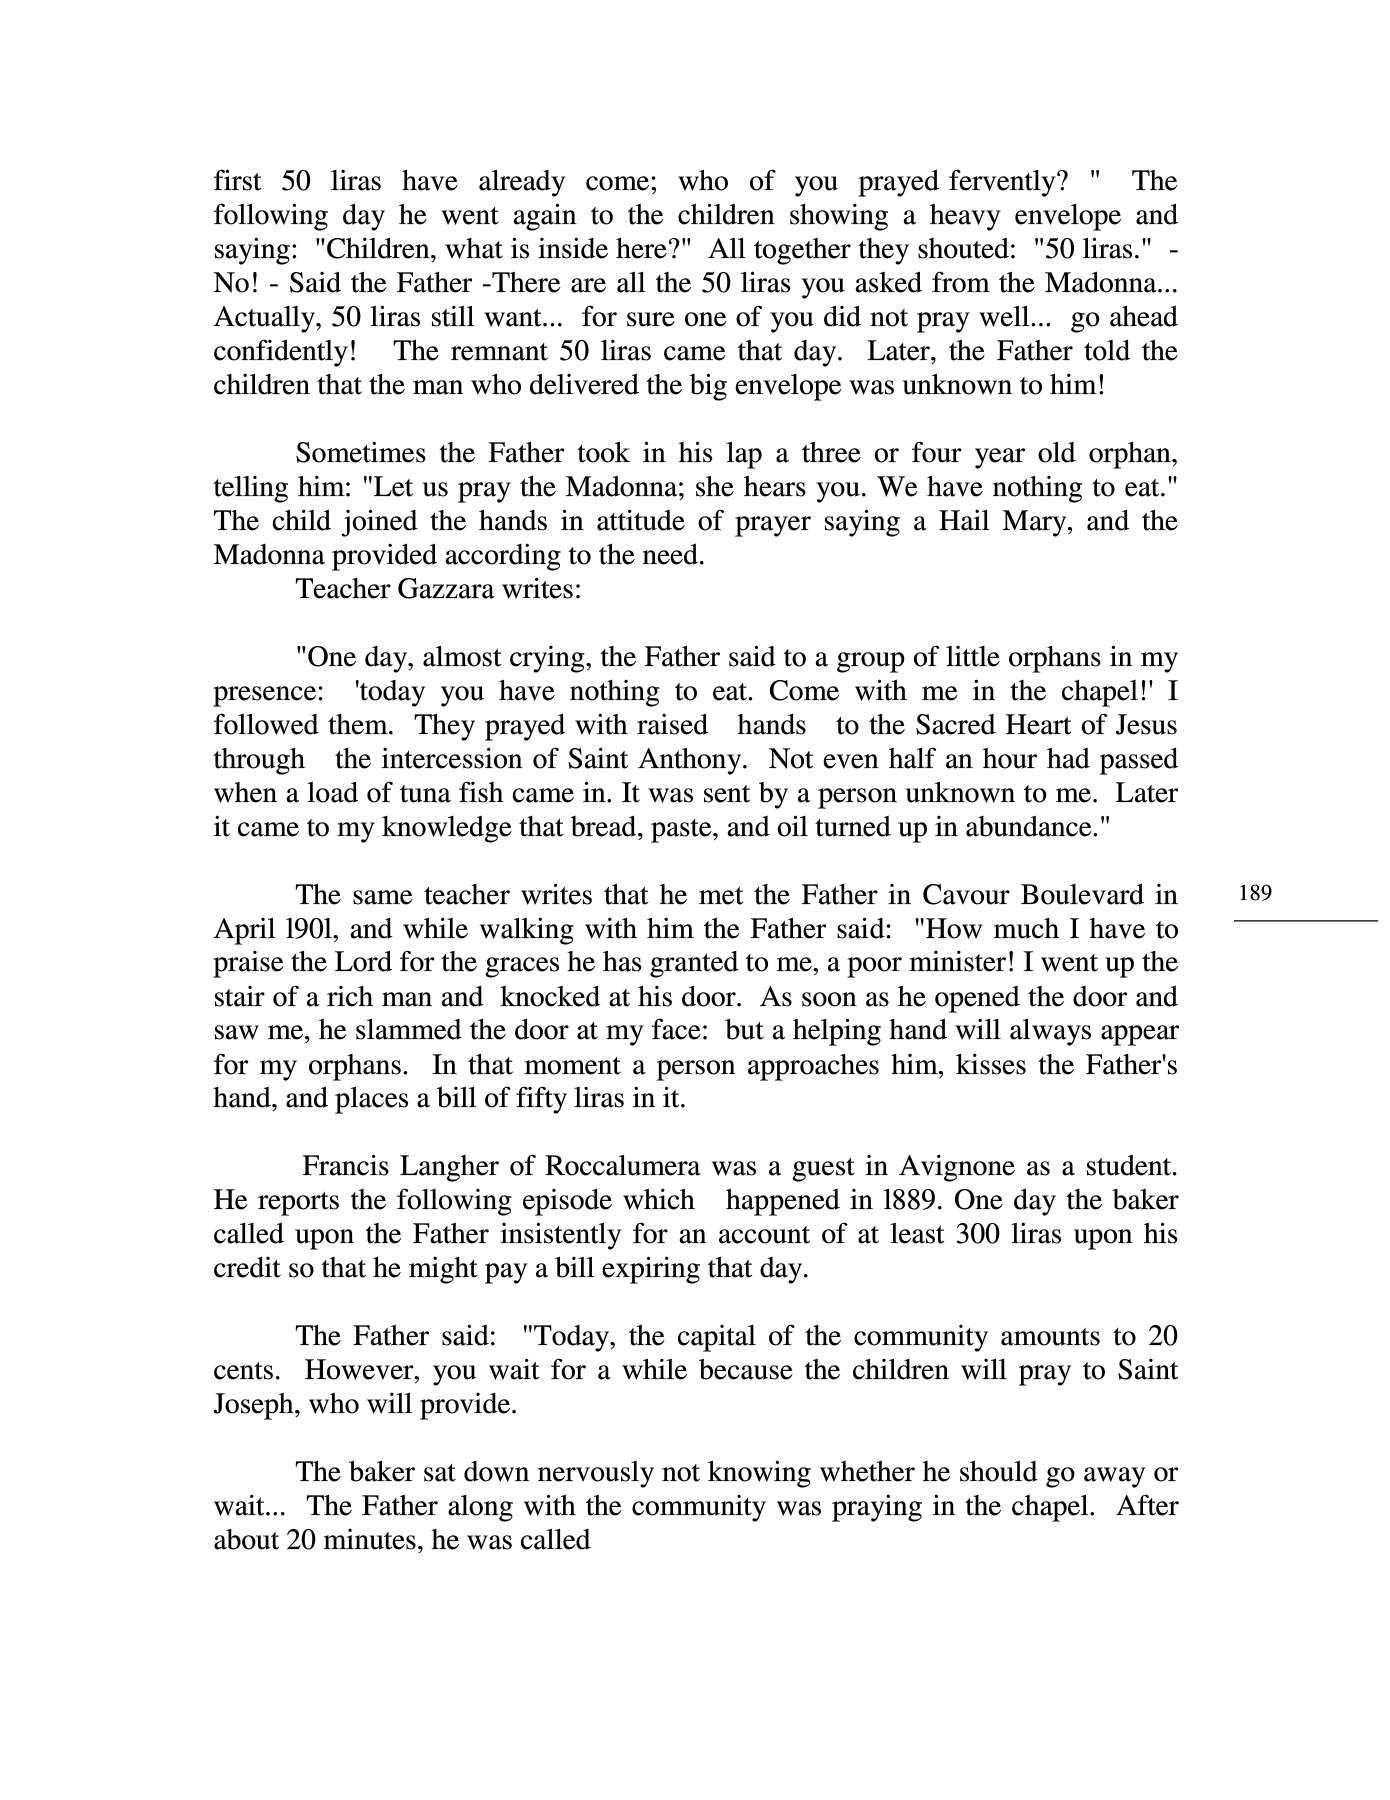 first 50 liras have already come; who of you prayed fervently? " The
following day he went again to the children showing a heavy envelope and
saying: "Children, what is inside here?" All together they shouted: "50 liras." -
No! - Said the Father -There are all the 50 liras you asked from the Madonna...
Actually, 50 liras still want... for sure one of you did not pray well... go ahead
confidently! The remnant 50 liras came that day. Later, the Father told the
children that the man who delivered the big envelope was unknown to him!
Sometimes the Father took in his lap a three or four year old orphan,
telling him: "Let us pray the Madonna; she hears you. We have nothing to eat."
The child joined the hands in attitude of prayer saying a Hail Mary, and the
Madonna provided according to the need.
Teacher Gazzara writes:
"One day, almost crying, the Father said to a group of little orphans in my
presence: 'today you have nothing to eat. Come with me in the chapel!' I
followed them. They prayed with raised hands to the Sacred Heart of Jesus
through the intercession of Saint Anthony. Not even half an hour had passed
when a load of tuna fish came in. It was sent by a person unknown to me. Later
it came to my knowledge that bread, paste, and oil turned up in abundance."
The same teacher writes that he met the Father in Cavour Boulevard in
April l90l, and while walking with him the Father said: "How much I have to
praise the Lord for the graces he has granted to me, a poor minister! I went up the
stair of a rich man and knocked at his door. As soon as he opened the door and
saw me, he slammed the door at my face: but a helping hand will always appear
for my orphans. In that moment a person approaches him, kisses the Father's
hand, and places a bill of fifty liras in it.
Francis Langher of Roccalumera was a guest in Avignone as a student.
He reports the following episode which happened in l889. One day the baker
called upon the Father insistently for an account of at least 300 liras upon his
credit so that he might pay a bill expiring that day.
The Father said: "Today, the capital of the community amounts to 20
cents. However, you wait for a while because the children will pray to Saint
Joseph, who will provide.
The baker sat down nervously not knowing whether he should go away or
wait... The Father along with the community was praying in the chapel. After
about 20 minutes, he was called
189